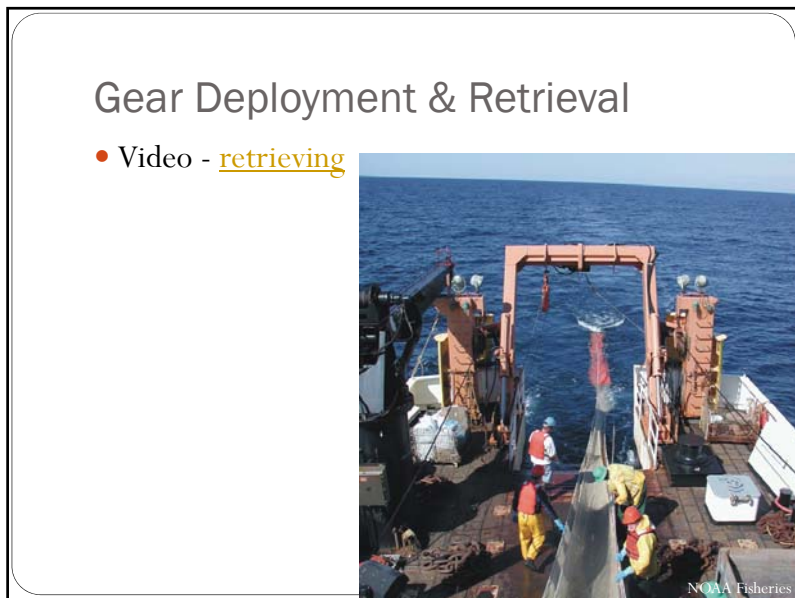 Gear Deployment & Retrieval
• Video - retrieving
NOAA Fisheries